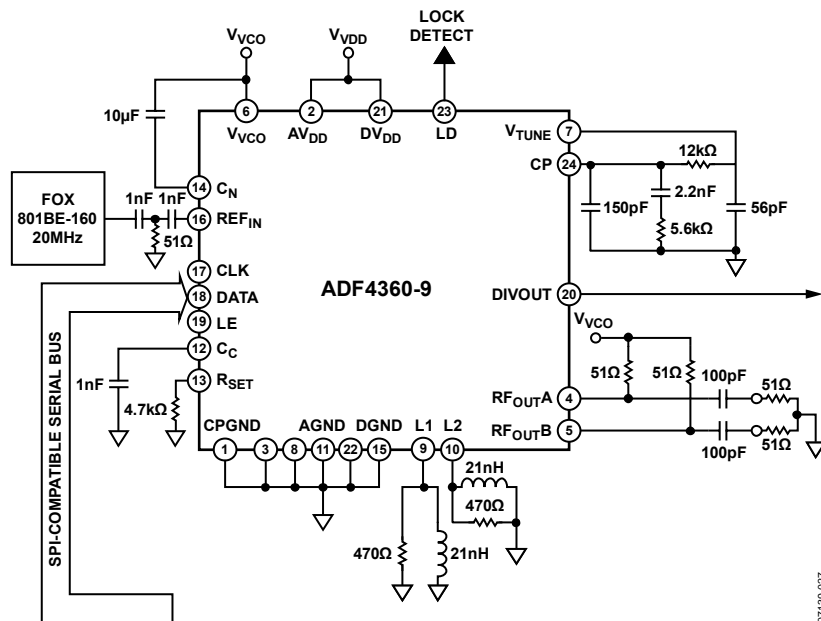 LOCK
DETECT
VVCO
VVDD
10µF
6
2
21
23
VVCO
AVDD
DVDD
LD
VTUNE
7
CP
24
12kΩ
150pF
2.2nF
5.6kΩ
56pF
FOX
801BE-160
20MHz
1nF
1nF
51Ω
14
CN
16
REFIN
17
CLK
18
DATA
19
LE
12
CC
13
RSET
1nF
4.7kΩ
ADF4360-9
DIVOUT
20
VVCO
51Ω
51Ω
100pF
51Ω
RFOUTA
4
RFOUTB
5
100pF
51Ω
CPGND
AGND
DGND
L1
L2
1
3
8
11
22
15
9
10
21nH
470Ω
470Ω
21nH
SPI-COMPATIBLE SERIAL BUS